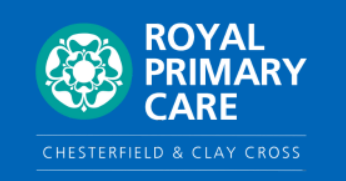 ROYAL
PRIMARY
CARE
CHESTERFIELD & CLAY CROSS